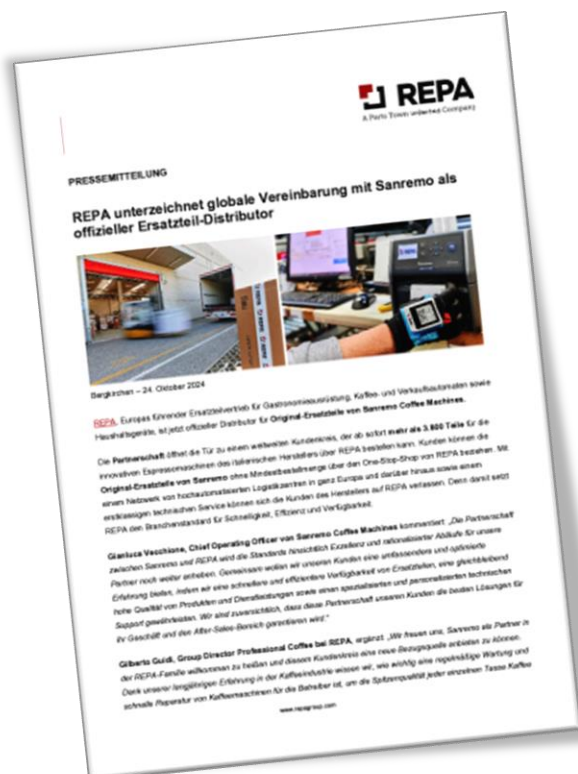 REPA
A Parts Town Unlimited Company
PRESSEMITTEILUNG
REPA unterzeichnet globale Vereinbarung mit Sanremo als
offizieller Ersatzteil-Distributor
Bergkirchen – 24. Oktober 2024
REPA, Europas führender Ersatzteilvertrieb für Gastronomieausrüstung, Kaffee- und Verkaufsautomaten sowie
Haushaltsgeräte, ist jetzt offizieller Distributor für Original-Ersatzteile von Sanremo Coffee Machines.
Die Partnerschaft öffnet die Tür zu einem weltweiten Kundenkreis, der ab sofort mehr als 3.800 Teile für die
innovativen Espressomaschinen des italienischen Herstellers über REPA bestellen kann. Kunden können die
Original-Ersatzteile von Sanremo ohne Mindestbestellmenge über den One-Stop-Shop von REPA beziehen. Mit
einem Netzwerk von hochautomatisierten Logistikzentren in ganz Europa und darüber hinaus sowie einem
erstklassigen technischen Service können sich die Kunden des Herstellers auf REPA verlassen. Denn damit setzt
REPA den Branchenstandard für Schnelligkeit, Effizienz und Verfügbarkeit.
Gianluca Vecchione, Chief Operating Officer von Sanremo Coffee Machines kommentiert: „Die Partnerschaft
zwischen Sanremo und REPA wird die Standards hinsichtlich Exzellenz und rationalisierter Abläufe für unsere
Partner noch weiter anheben. Gemeinsam wollen wir unseren Kunden eine umfassendere und optimierte
Erfahrung bieten, indem wir eine schnellere und effizientere Verfügbarkeit von Ersatzteilen, eine gleichbleibend
hohe Qualität von Produkten und Dienstleistungen sowie einen spezialisierten und personalisierten technischen
Support gewährleisten. Wir sind zuversichtlich, dass diese Partnerschaft unseren Kunden die besten Lösungen für
ihr Geschäft und den After-Sales-Bereich garantieren wird."
Gilberto Guidi, Group Director Professional Coffee bei REPA, ergänzt: „Wir freuen uns, Sanremo als Partner in
der REPA-Familie willkommen zu heißen und diesem Kundenkreis eine neue Bezugsquelle anbieten zu können.
Dank unserer langjährigen Erfahrung in der Kaffeeindustrie wissen wir, wie wichtig eine regelmäßige Wartung und
schnelle Reparatur von Kaffeemaschinen für die Betreiber ist, um die Spitzenqualität jeder einzelnen Tasse Kaffee
www.repagroup.com